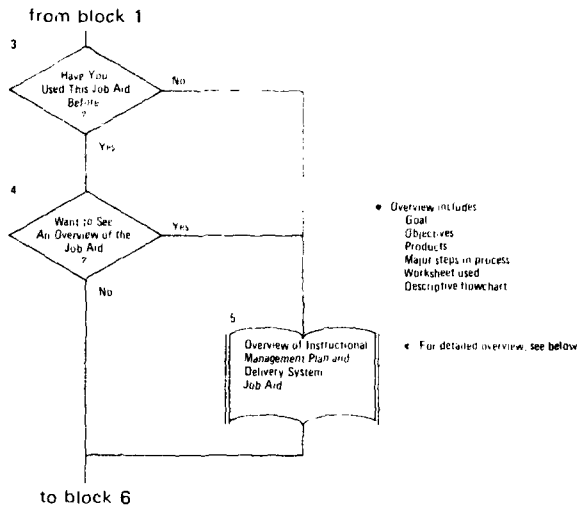 from block 1
3
Have You
Used This Job Aid
Before
?
No
Yes
4
Want to See
An Overview of the
Job Aid
?
Yes
No
• Overview includes
Goal
Objectives
Products
Major steps in process
Worksheet used
Descriptive flowchart
5
Overview of Instructional
Management Plan and
Delivery System
Job Aid
• For detailed overview, see below
to block 6